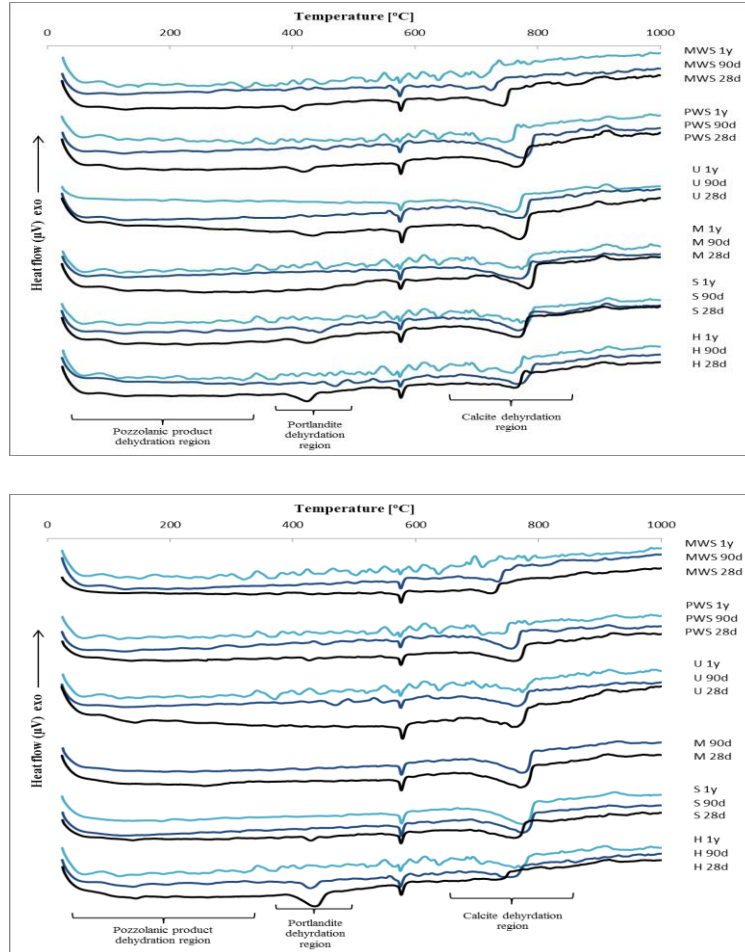 Temperature [°C]
0 200 400 600 800 1000
MWS 1y
MWS 90d
MWS 28d
PWS 1y
PWS 90d
PWS 28d
U 1y
U 90d
U 28d
M 1y
M 90d
M 28d
S 1y
S 90d
S 28d
H 1y
H 90d
H 28d
Heat flow (µV) exo
Pozzolanic product
dehydration region
Portlandite
dehyrdation
region
Calcite dehyrdation
region
Temperature [°C]
0 200 400 600 800 1000
MWS 1y
MWS 90d
MWS 28d
PWS 1y
PWS 90d
PWS 28d
U 1y
U 90d
U 28d
M 90d
M 28d
S 1y
S 90d
S 28d
H 1y
H 90d
H 28d
Heat flow (µV) exo
Pozzolanic product
dehydration region
Portlandite
dehyrdation
region
Calcite dehyrdation
region